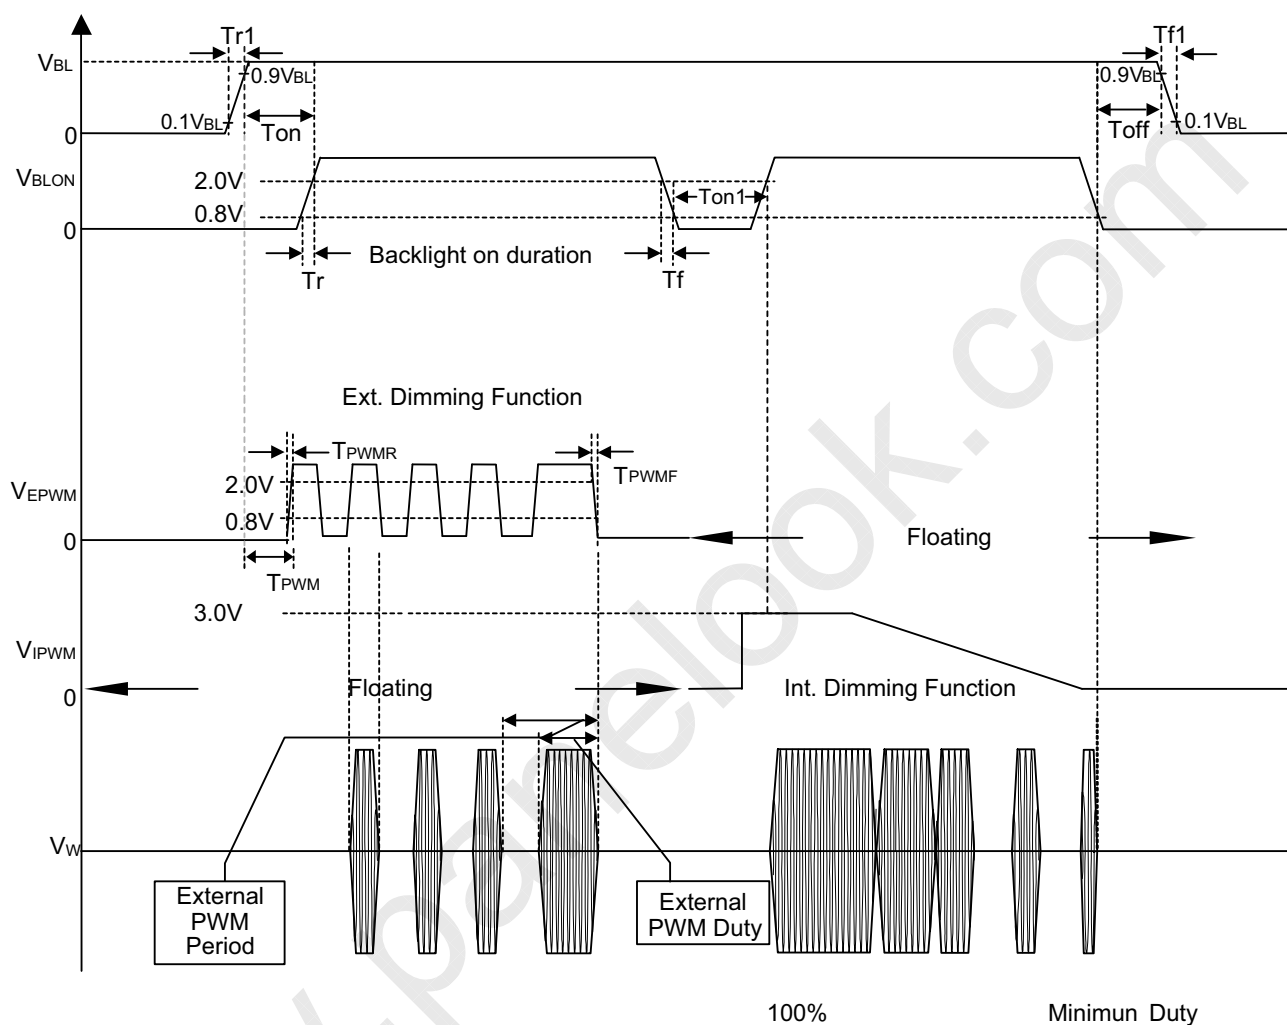 Tr1
Tf1
VBL
0.9VBL
0.9VBL
0.1VBL
Ton
Toff
0.1VBL
0
VBLON
2.0V
Ton1
0.8V
0
Backlight on duration
Tr
Tf
Ext. Dimming Function
TPWMR
TPWMF
VEPWM
2.0V
0.8V
0
Floating
TPWM
3.0V
VIPWM
0
Floating
Int. Dimming Function
VW
External
PWM
Period
External
PWM Duty
100%
Minimun Duty
.panelook.com